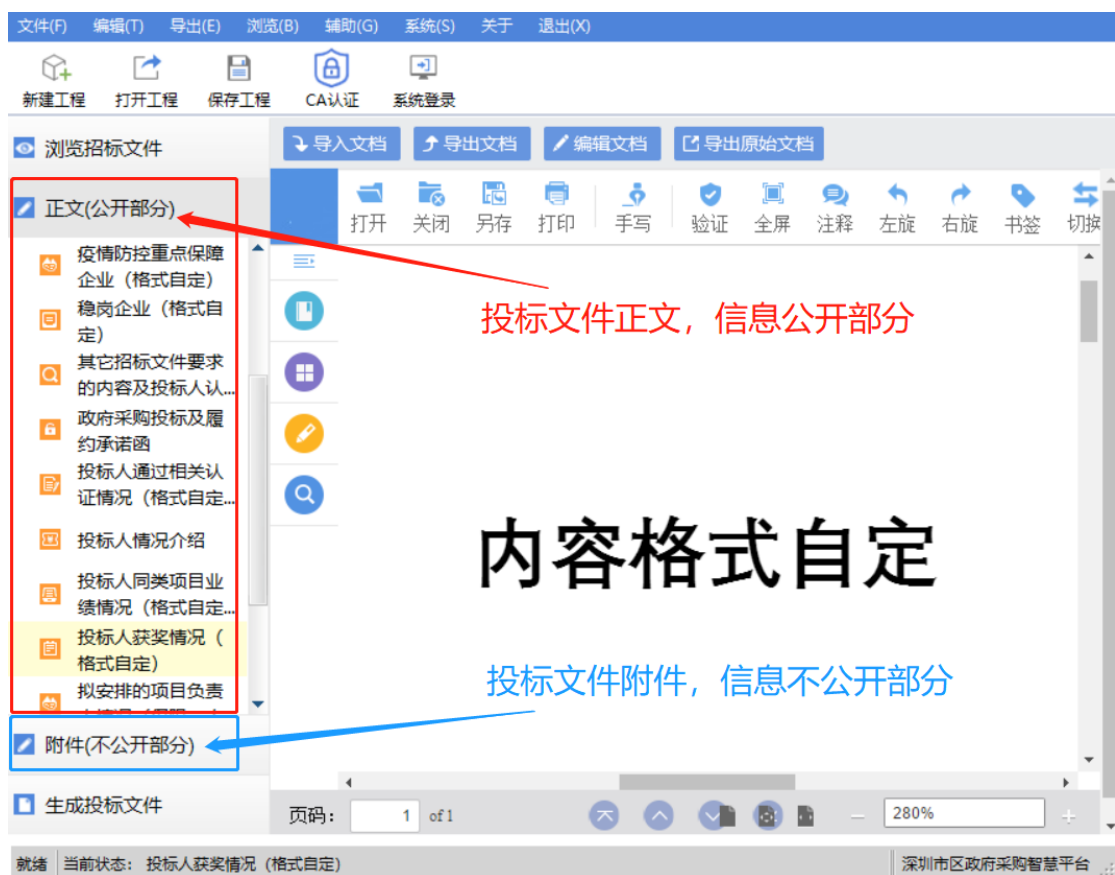 文件(F) 编辑(T) 导出(E) 浏览(B) 辅助(G) 系统(S) 关于 退出(X)
新建工程 打开工程 保存工程 CA认证 系统登录
浏览招标文件
导入文档 导出文档 编辑文档 导出原始文档
正文(公开部分)
打开 关闭 另存 打印 手写 验证 全屏 注释 左旋 右旋 书签 切换
疫情防控重点保障
企业（格式自定）
稳岗企业（格式自
定）
其它招标文件要求
的内容及投标人认...
政府采购投标及履
约承诺函
投标人通过相关认
证情况（格式自定...
投标人情况介绍
投标人同类项目业
绩情况（格式自定...
投标人获奖情况（
格式自定）
拟安排的项目负责
投标文件正文，信息公开部分
内容格式自定
投标文件附件，信息不公开部分
附件(不公开部分)
生成投标文件
页码: 1 of 1 280%
就绪 当前状态: 投标人获奖情况（格式自定） 深圳市区政府采购智慧平台